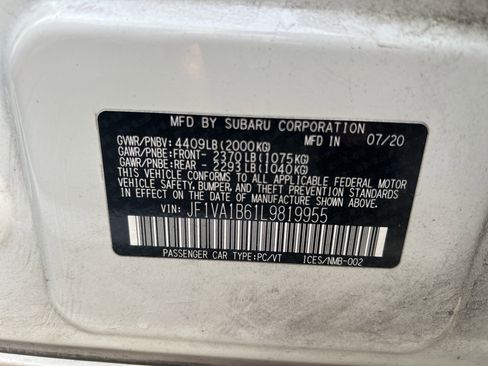 MFD BY SUBARU CORPORATION
GVWR/PNBV: 4409LB(2000KG) MFD IN 07/20
GAWR/PNBE:FRONT- 2370LB(1075KG)
GAWR/PNBE:REAR - 2293LB(1040KG)
THIS VEHICLE CONFORMS TO ALL APPLICABLE FEDERAL MOTOR
VEHICLE SAFETY, BUMPER, AND THEFT PREVENTION STANDARDS
IN EFFECT ON THE DATE OF MANUFACTURE SHOWN ABOVE.
VIN: JF1VA1B61L9819955
PASSENGER CAR TYPE:PC/VT ICES/NMB-002